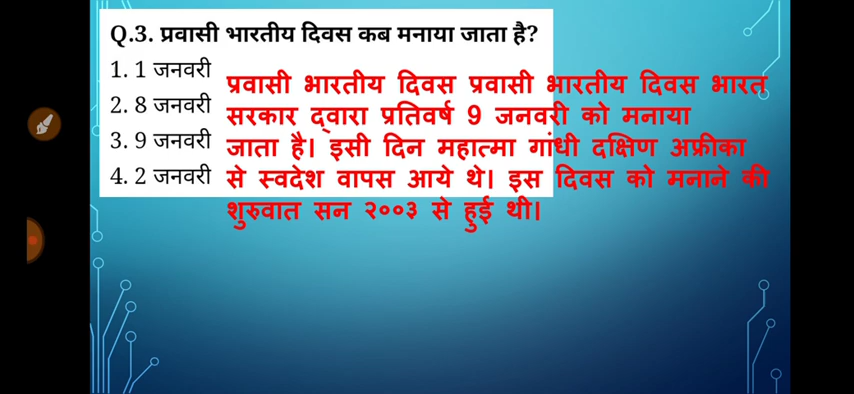 Q.3. प्रवासी भारतीय दिवस कब मनाया जाता है?
1. 1 जनवरी
2. 8 जनवरी
3. 9 जनवरी
4. 2 जनवरी
प्रवासी भारतीय दिवस प्रवासी भारतीय दिवस भारत
सरकार द्वारा प्रतिवर्ष 9 जनवरी को मनाया
जाता है। इसी दिन महात्मा गांधी दक्षिण अफ्रीका
से स्वदेश वापस आये थे। इस दिवस को मनाने की
शुरुवात सन २००३ से हुई थी।